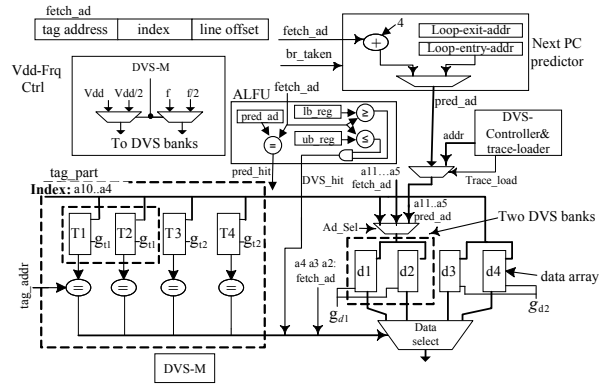 fetch_ad
tag address index line offset
fetch_ad
4
Loop-exit-addr
Loop-entry-addr
br_taken
Next PC
predictor
Vdd-Frq
Ctrl
DVS-M
Vdd Vdd/2 f f/2
To DVS banks
ALFU
fetch_ad
pred_ad
lb_reg
≥
ub_reg
≤
=
pred_hit
DVS_hit
pred_ad
addr
DVS-
Controller&
trace-loader
Trace_load
a11…a5
fetch_ad
a11..a5
pred_ad
Ad_Sel
Two DVS banks
tag_part
Index: a10..a4
T1
gt1
T2
gt1
T3
gt2
T4
gt2
tag_addr
= = = =
a4 a3 a2:
fetch_ad
d1 d2 d3 d4
data array
gd1
gd2
Data
select
DVS-M